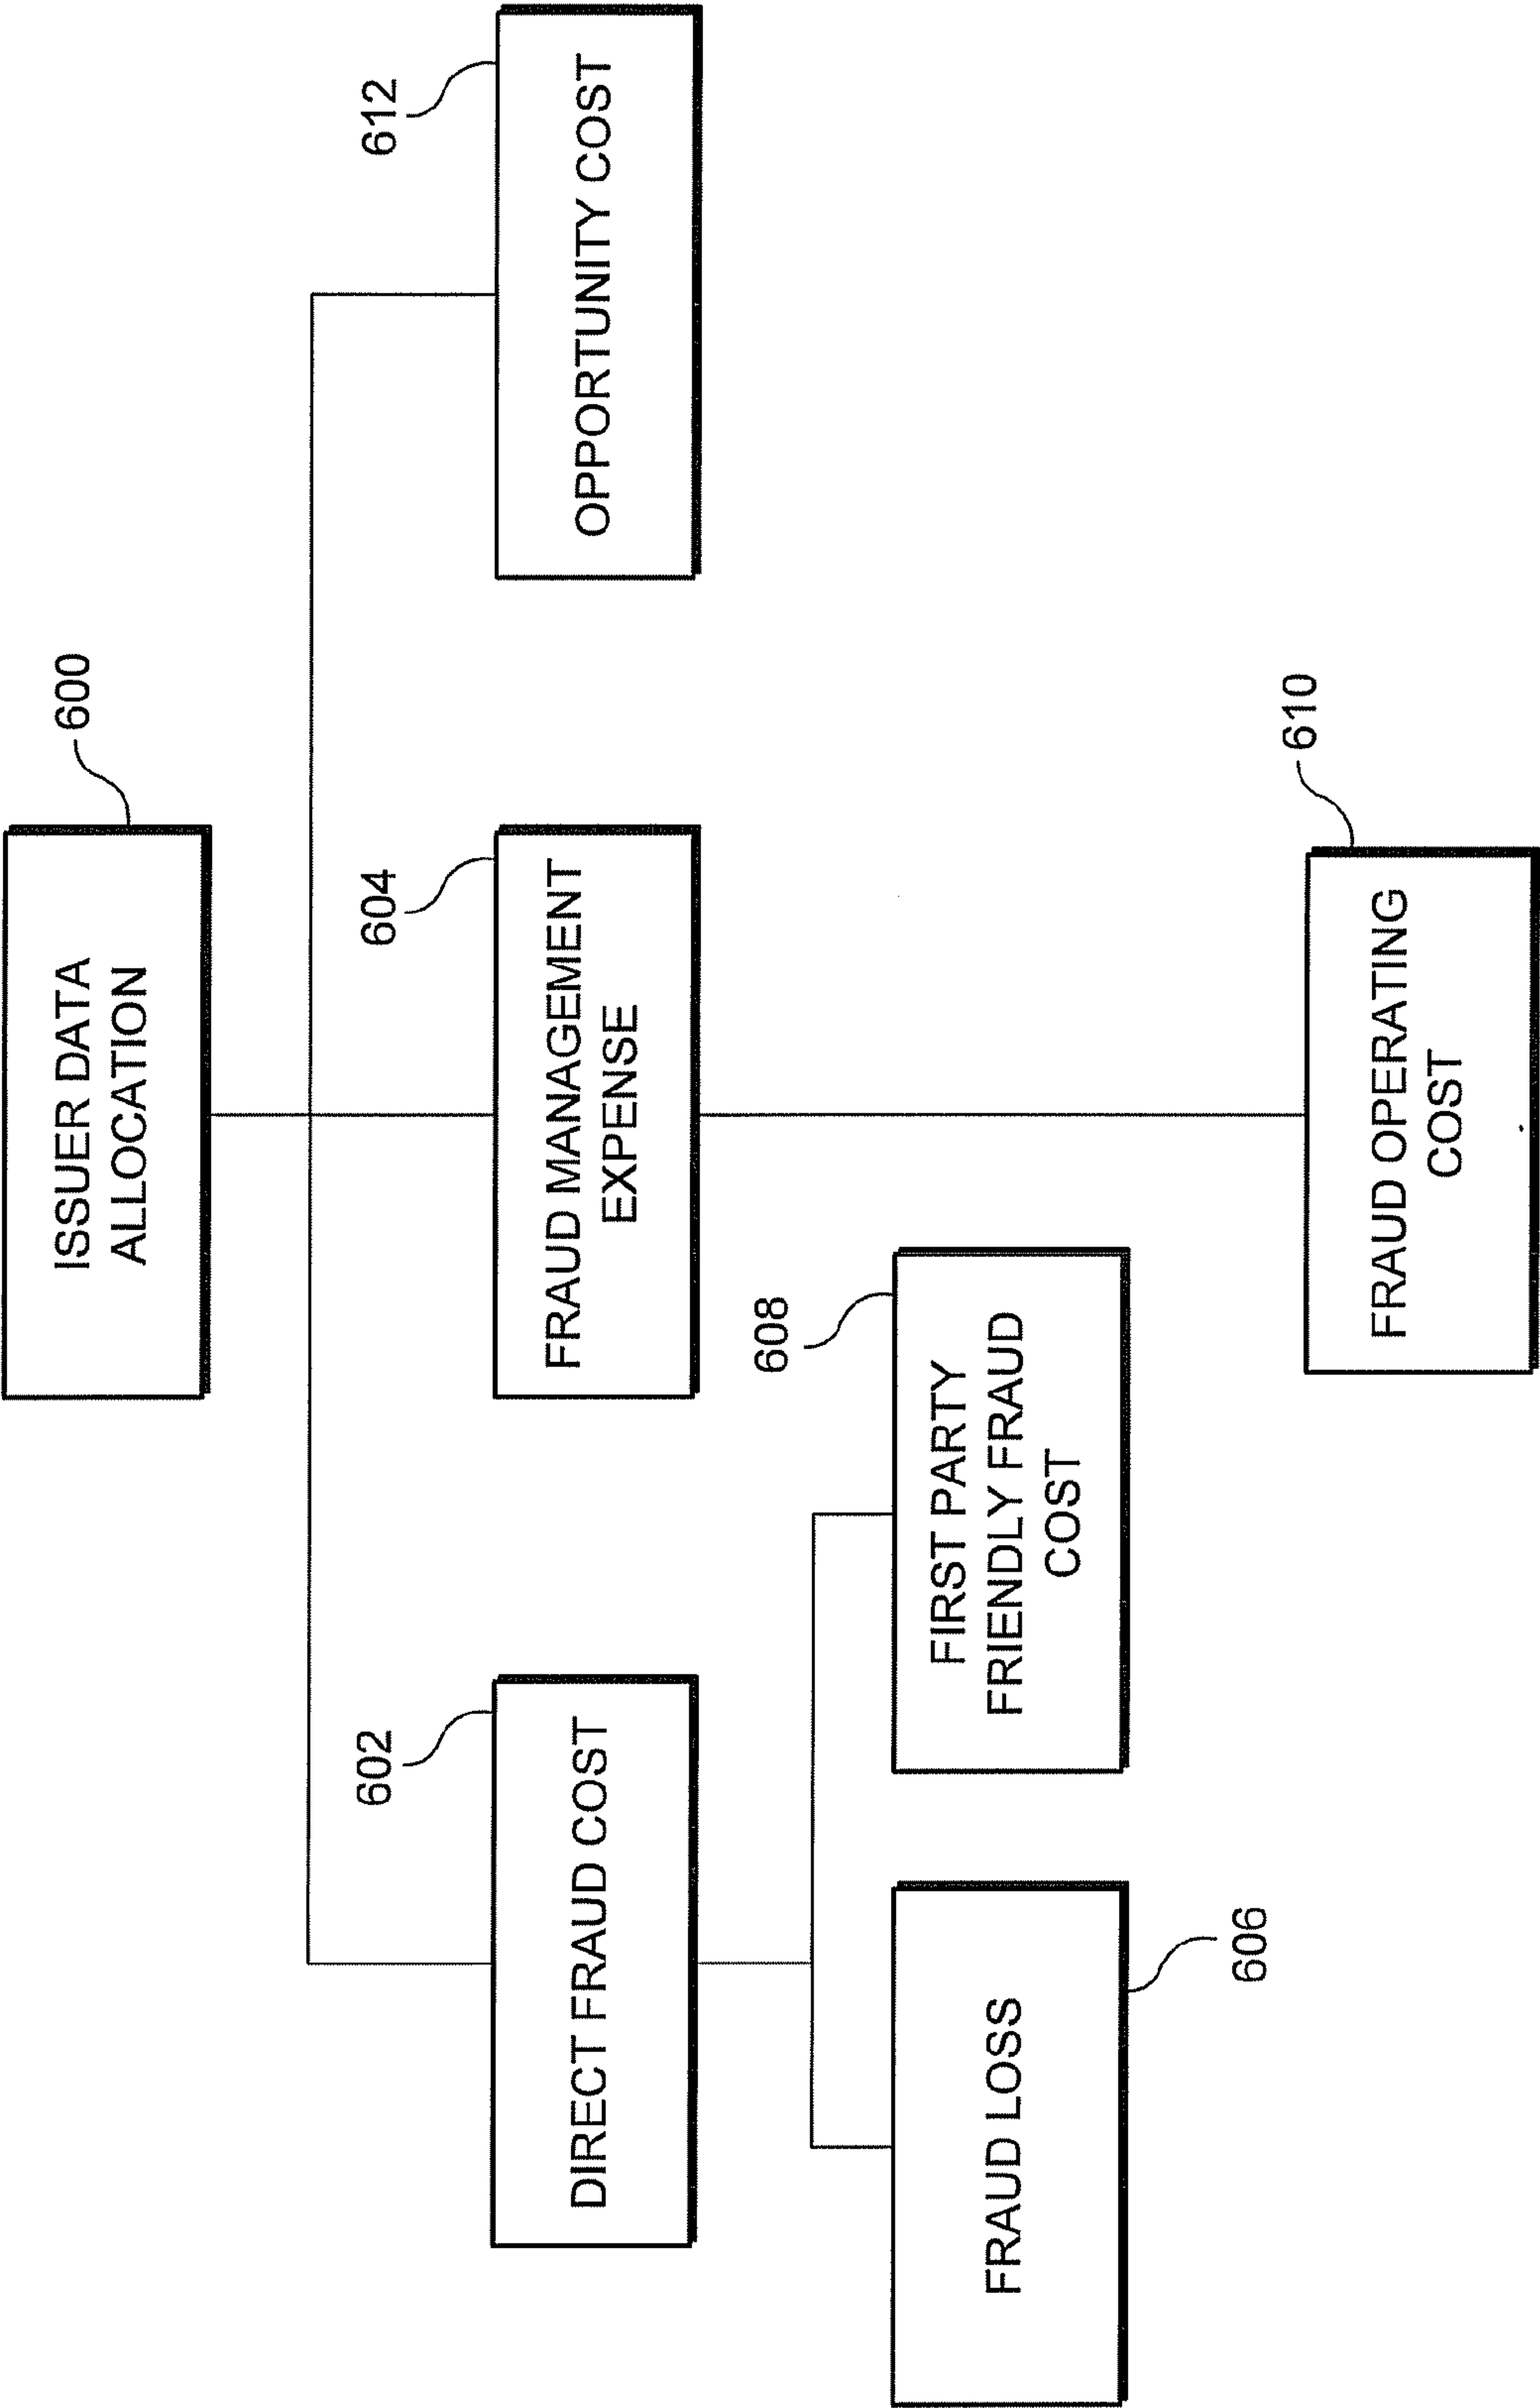 ISSUER DATA
ALLOCATION
600
DIRECT FRAUD COST
602
FRAUD MANAGEMENT
EXPENSE
604
OPPORTUNITY COST
612
FRAUD LOSS
606
FIRST PARTY
FRIENDLY FRAUD
COST
608
FRAUD OPERATING
COST
610